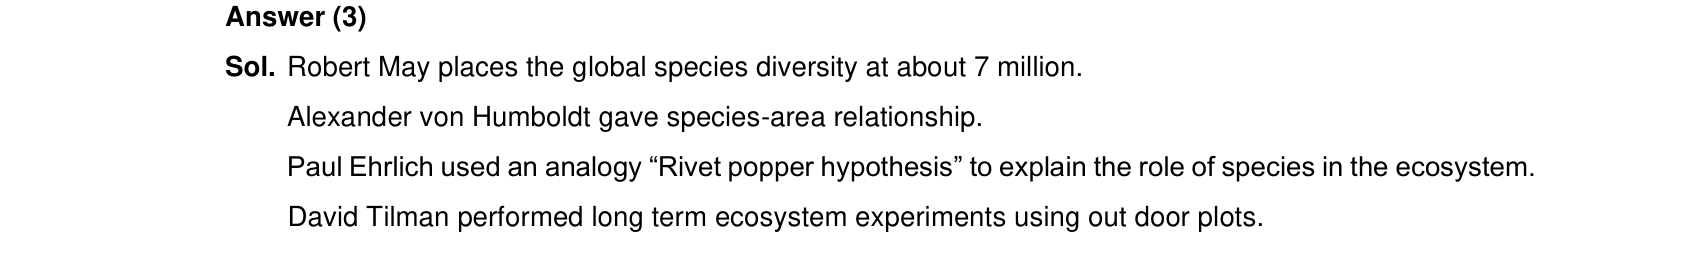 Answer (3)
Sol. Robert May places the global species diversity at about 7 million.
Alexander von Humboldt gave species-area relationship.
Paul Ehrlich used an analogy “Rivet popper hypothesis” to explain the role of species in the ecosystem.
David Tilman performed long term ecosystem experiments using out door plots.